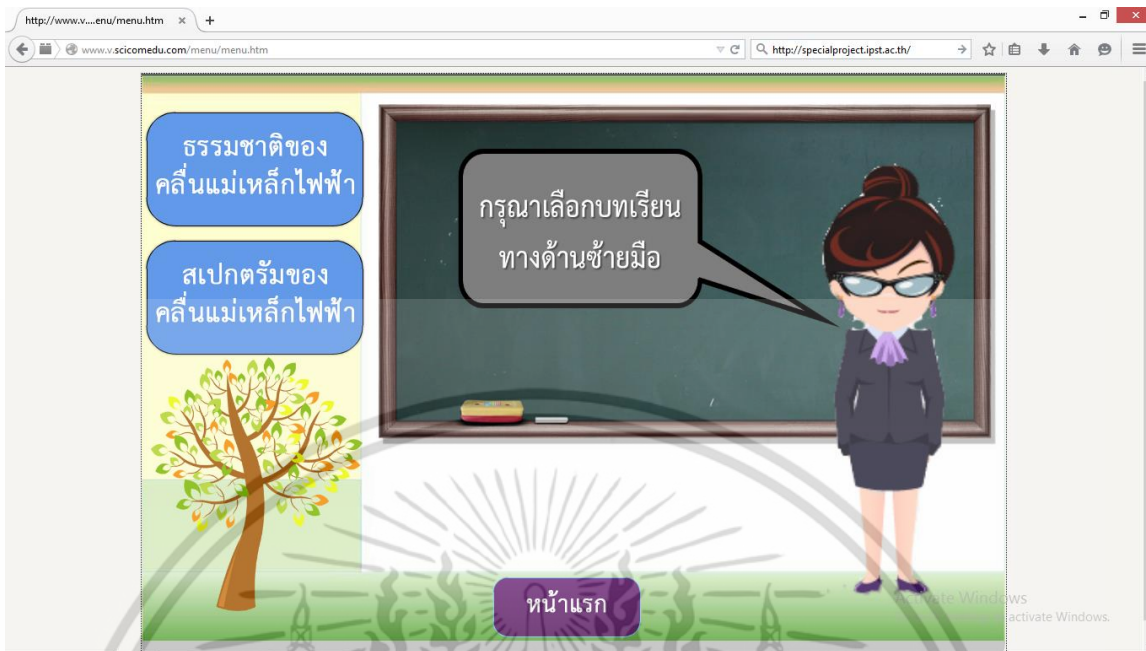 http://www.v....enu/menu.htm
www.v.scicomedu.com/menu/menu.htm
http://specialproject.ipst.ac.th/
ธรรมชาติของ
คลื่นแม่เหล็กไฟฟ้า
สเปกตรัมของ
คลื่นแม่เหล็กไฟฟ้า
กรุณาเลือกบทเรียน
ทางด้านซ้ายมือ
หน้าแรก
Activate Windows
activate Windows.